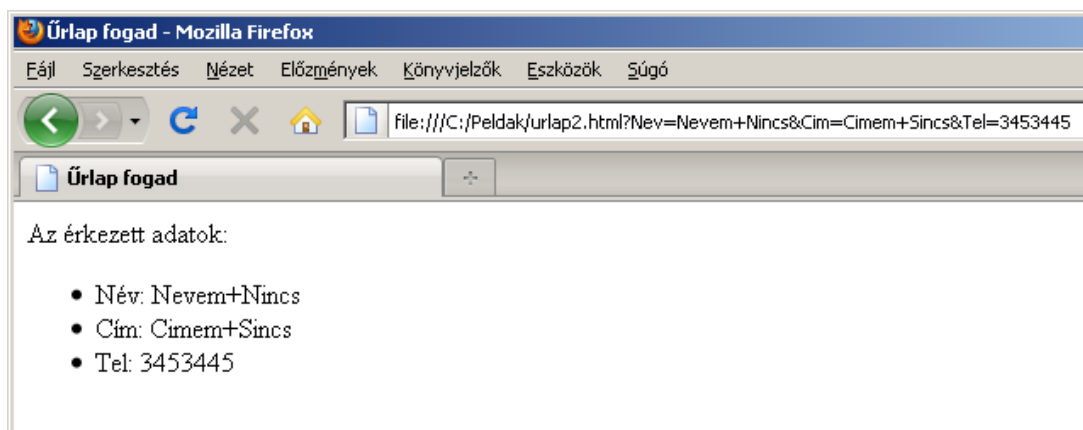 Űrlap fogad - Mozilla Firefox
Fájl Szerkesztés Nézet Előzmények Könyvjelzők Eszközök Súgó
file:///C:/Peldak/urlap2.html?Nev=Nevem+Nincs&Cim=Cimem+Sincs&Tel=3453445
Űrlap fogad
Az érkezett adatok:
• Név: Nevem+Nincs
• Cím: Cimem+Sincs
• Tel: 3453445